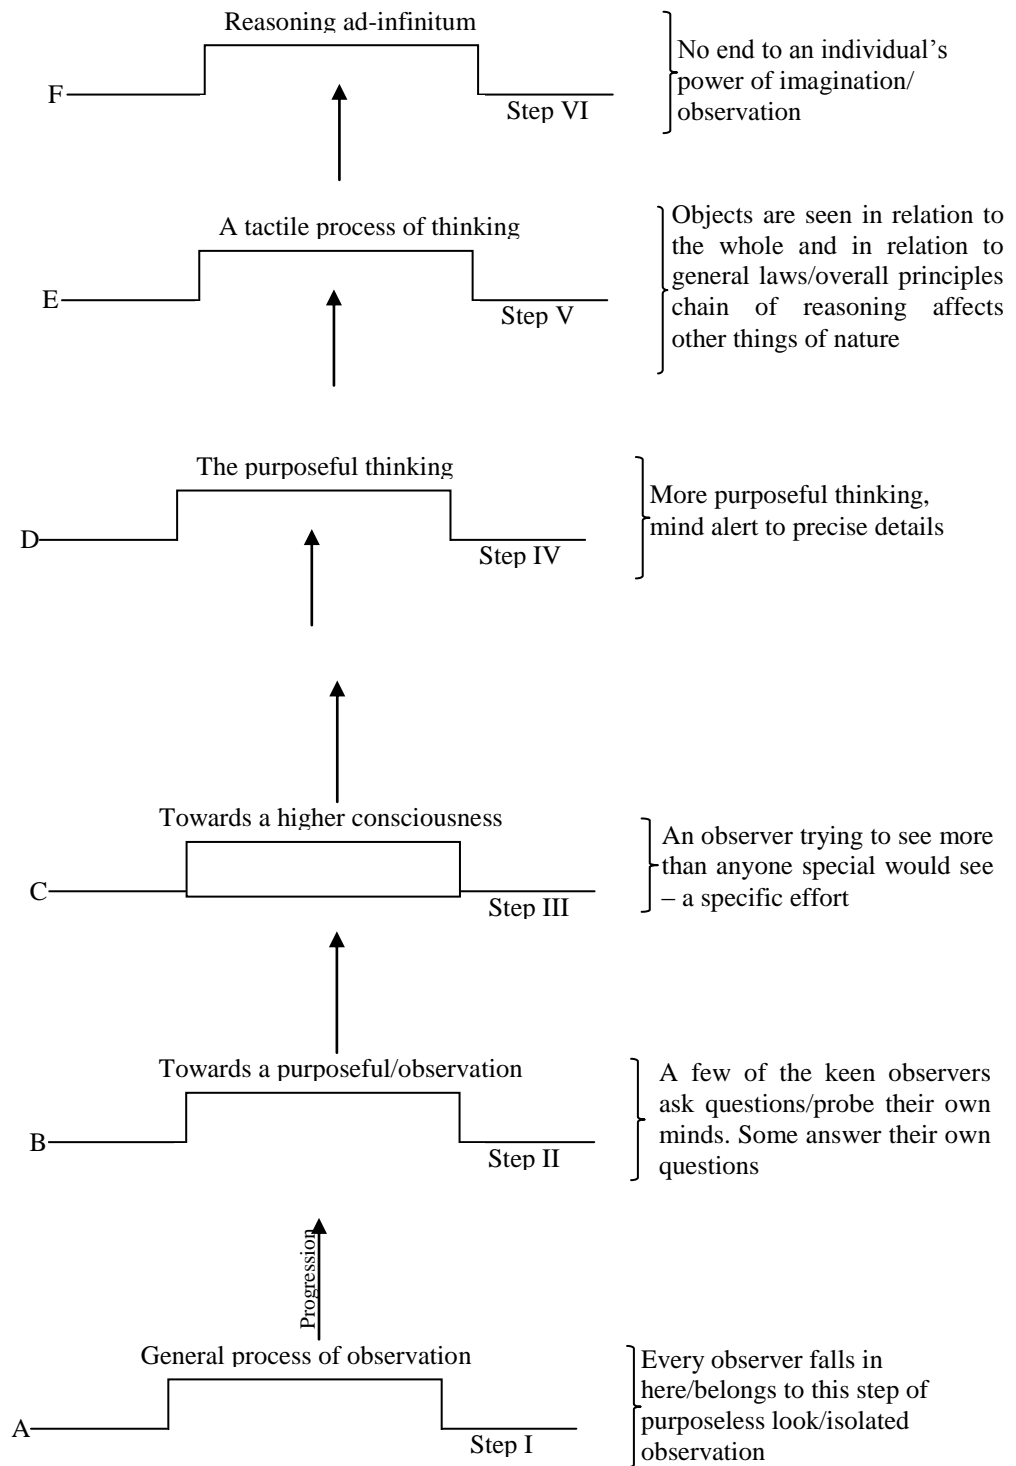 Reasoning ad-infinitum
F
Step VI
No end to an individual's
power of imagination/
observation
A tactile process of thinking
E
Step V
Objects are seen in relation to
the whole and in relation to
general laws/overall principles
chain of reasoning affects
other things of nature
The purposeful thinking
D
Step IV
More purposeful thinking,
mind alert to precise details
Towards a higher consciousness
C
Step III
An observer trying to see more
than anyone special would see
– a specific effort
Towards a purposeful/observation
B
Step II
A few of the keen observers
ask questions/probe their own
minds. Some answer their own
questions
Progression
General process of observation
A
Step I
Every observer falls in
here/belongs to this step of
purposeless look/isolated
observation